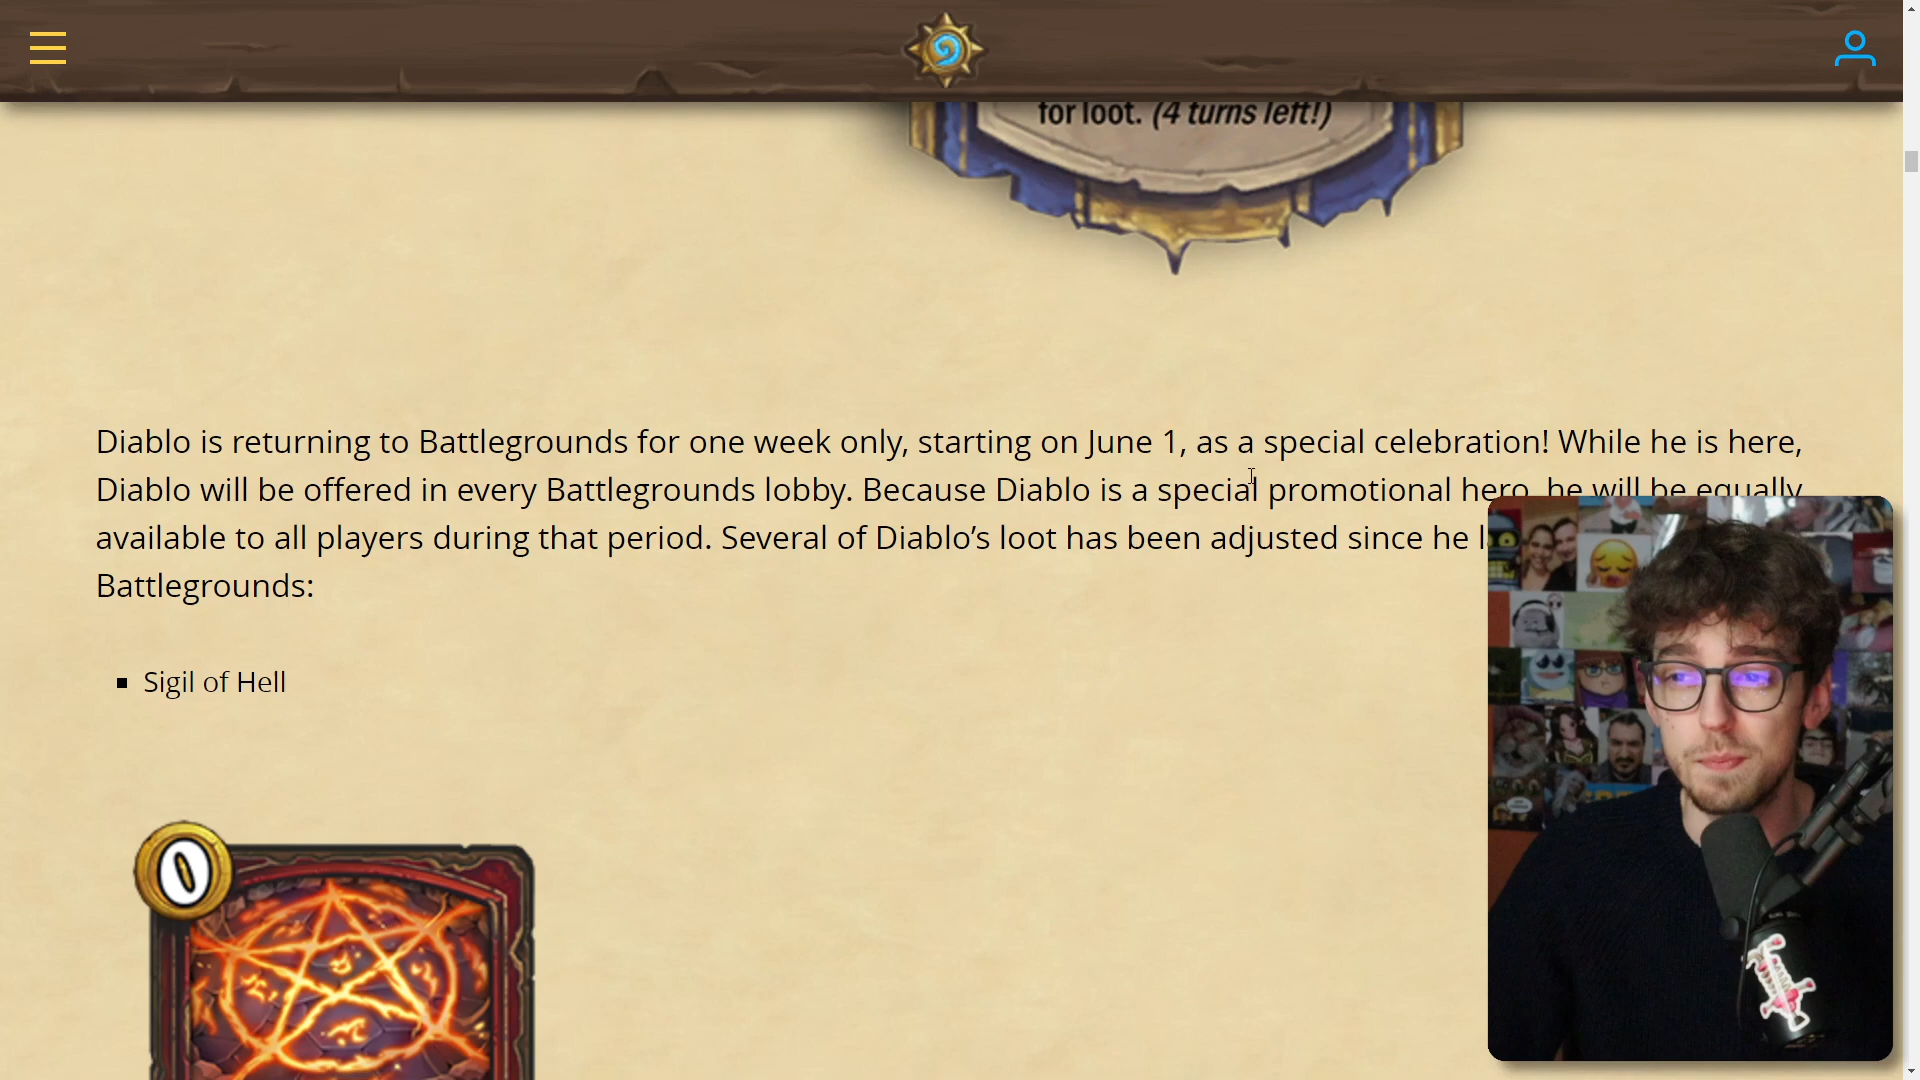 for loot. (4 turns left!)
Diablo is returning to Battlegrounds for one week only, starting on June 1, as a special celebration! While he is here,
Diablo will be offered in every Battlegrounds lobby. Because Diablo is a special promotional hero, he will be equally
available to all players during that period. Several of Diablo’s loot has been adjusted since he
Battlegrounds:
▪ Sigil of Hell
0